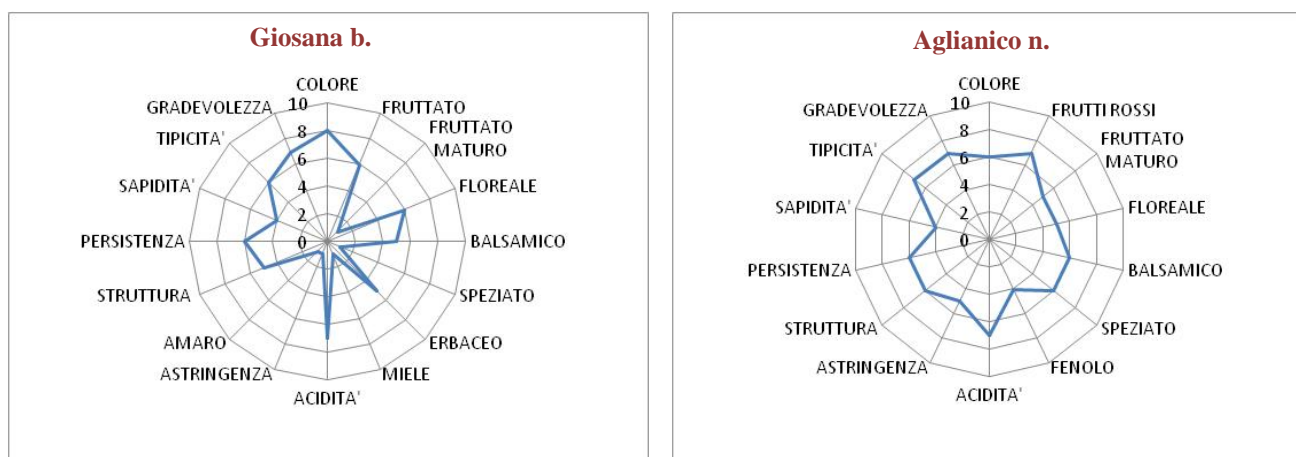 Giosana b.
COLORE
GRADEVOLEZZA
FRUTTATO
TIPICITA'
FRUTTATO
MATURO
SAPIDITA'
FLOREALE
PERSISTENZA
BALSAMICO
STRUTTURA
SPEZIATO
AMARO
ERBACEO
ASTRINGENZA
MIELE
ACIDITA'
10
8
6
4
2
0
Aglianico n.
COLORE
GRADEVOLEZZA
FRUTTI ROSSI
TIPICITA'
FRUTTATO
MATURO
SAPIDITA'
FLOREALE
PERSISTENZA
BALSAMICO
STRUTTURA
SPEZIATO
ASTRINGENZA
FENOLO
ACIDITA'
10
8
6
4
2
0